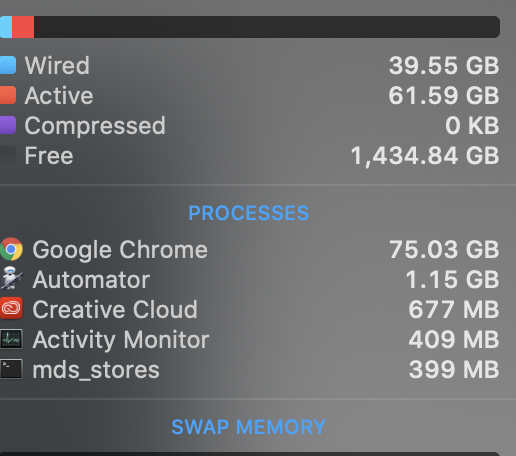 Wired 39.55 GB
Active 61.59 GB
Compressed 0 KB
Free 1,434.84 GB
PROCESSES
Google Chrome 75.03 GB
Automator 1.15 GB
Creative Cloud 677 MB
Activity Monitor 409 MB
mds_stores 399 MB
SWAP MEMORY